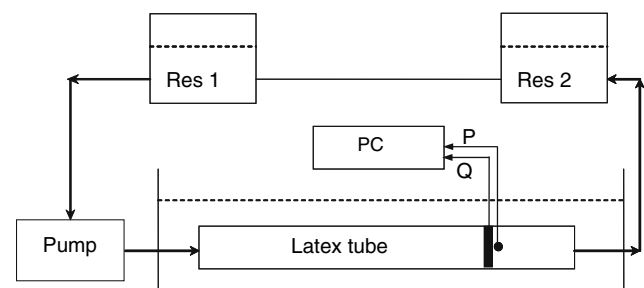 Res 1
Res 2
PC
P
Q
Pump
Latex tube